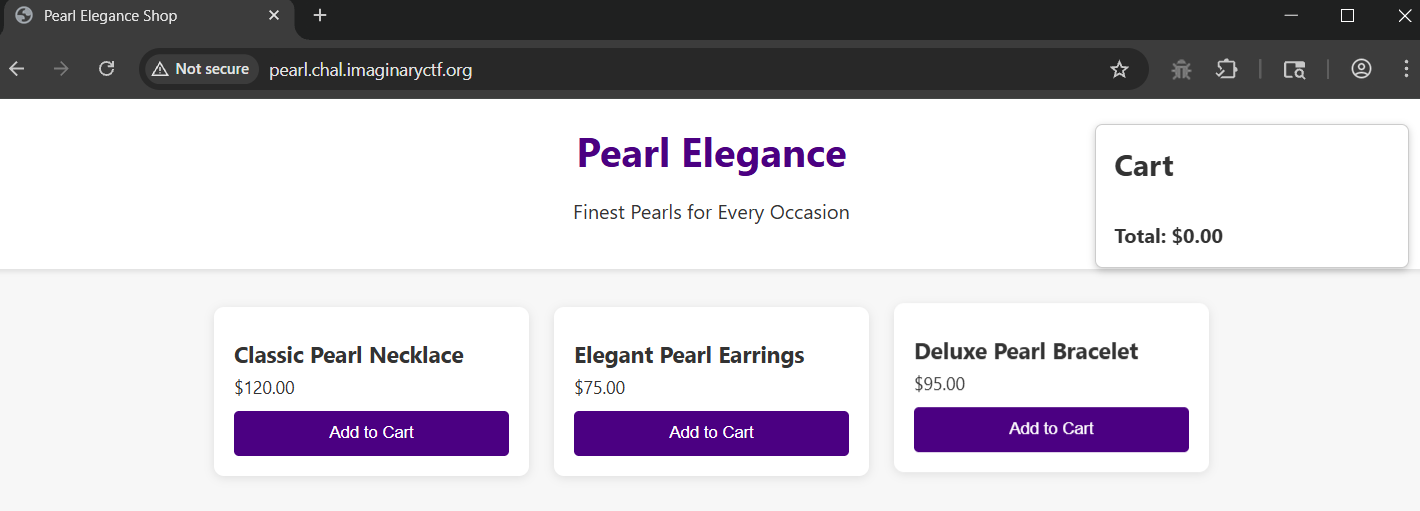 Pearl Elegance Shop
Not secure pearl.chal.imaginaryctf.org
Pearl Elegance
Finest Pearls for Every Occasion
Cart
Total: $0.00
Classic Pearl Necklace
$120.00
Add to Cart
Elegant Pearl Earrings
$75.00
Add to Cart
Deluxe Pearl Bracelet
$95.00
Add to Cart